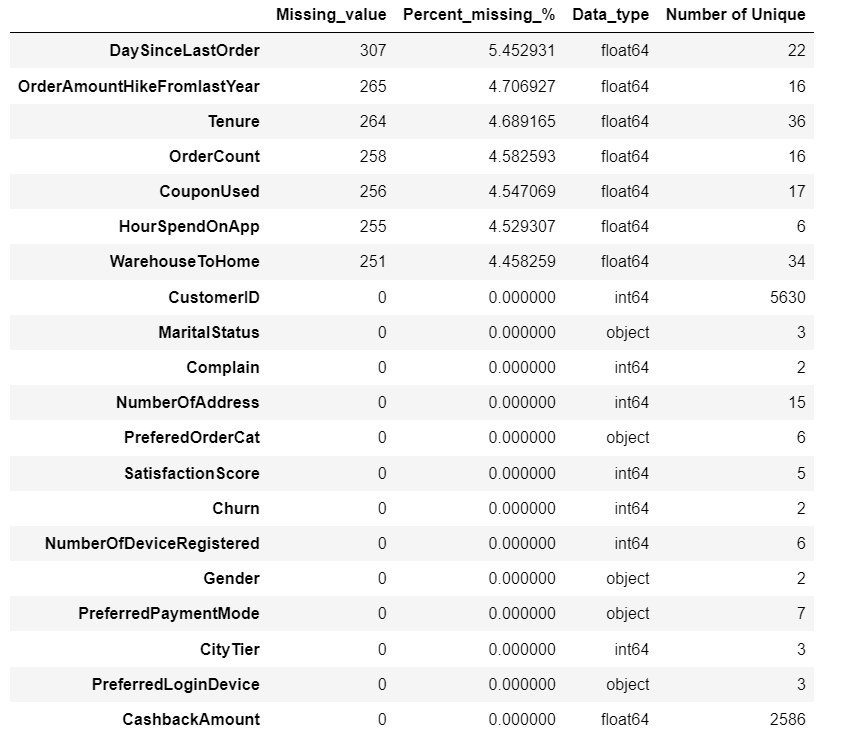 Missing_value Percent_missing_% Data_type Number of Unique
DaySinceLastOrder 307 5.452931 float64 22
OrderAmountHikeFromlastYear 265 4.706927 float64 16
Tenure 264 4.689165 float64 36
OrderCount 258 4.582593 float64 16
CouponUsed 256 4.547069 float64 17
HourSpendOnApp 255 4.529307 float64 6
WarehouseToHome 251 4.458259 float64 34
CustomerID 0 0.000000 int64 5630
MaritalStatus 0 0.000000 object 3
Complain 0 0.000000 int64 2
NumberOfAddress 0 0.000000 int64 15
PreferedOrderCat 0 0.000000 object 6
SatisfactionScore 0 0.000000 int64 5
Churn 0 0.000000 int64 2
NumberOfDeviceRegistered 0 0.000000 int64 6
Gender 0 0.000000 object 2
PreferredPaymentMode 0 0.000000 object 7
CityTier 0 0.000000 int64 3
PreferredLoginDevice 0 0.000000 object 3
CashbackAmount 0 0.000000 float64 2586